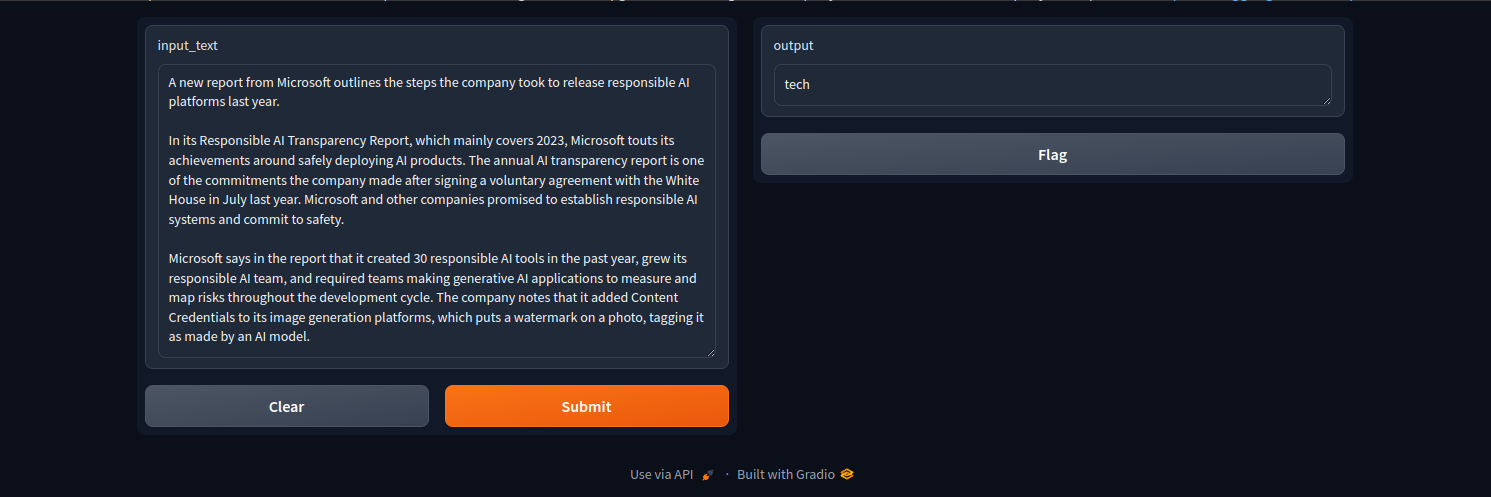 input_text
A new report from Microsoft outlines the steps the company took to release responsible AI
platforms last year.
In its Responsible AI Transparency Report, which mainly covers 2023, Microsoft touts its
achievements around safely deploying AI products. The annual AI transparency report is one
of the commitments the company made after signing a voluntary agreement with the White
House in July last year. Microsoft and other companies promised to establish responsible AI
systems and commit to safety.
Microsoft says in the report that it created 30 responsible AI tools in the past year, grew its
responsible AI team, and required teams making generative AI applications to measure and
map risks throughout the development cycle. The company notes that it added Content
Credentials to its image generation platforms, which puts a watermark on a photo, tagging it
as made by an AI model.
Clear
Submit
output
tech
Flag
Use via API · Built with Gradio